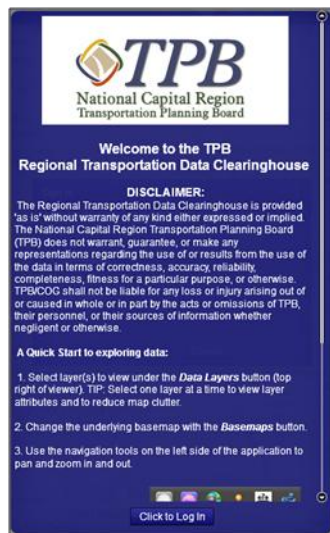 TPB
National Capital Region
Transportation Planning Board
Welcome to the TPB
Regional Transportation Data Clearinghouse
DISCLAIMER:
The Regional Transportation Data Clearinghouse is provided
'as is' without warranty of any kind either expressed or implied.
The National Capital Region Transportation Planning Board
(TPB) does not warrant, guarantee, or make any
representations regarding the use of or results from the use of
the data in terms of correctness, accuracy, reliability,
completeness, fitness for a particular purpose, or otherwise.
TPB/COG shall not be liable for any loss or injury arising out of
or caused in whole or in part by the acts or omissions of TPB,
their personnel, or their sources of information whether
negligent or otherwise.
A Quick Start to exploring data:
1. Select layer(s) to view under the Data Layers button (top
right of viewer). TIP: Select one layer at a time to view layer
attributes and to reduce map clutter.
2. Change the underlying basemap with the Basemaps button.
3. Use the navigation tools on the left side of the application to
pan and zoom in and out.
Click to Log In